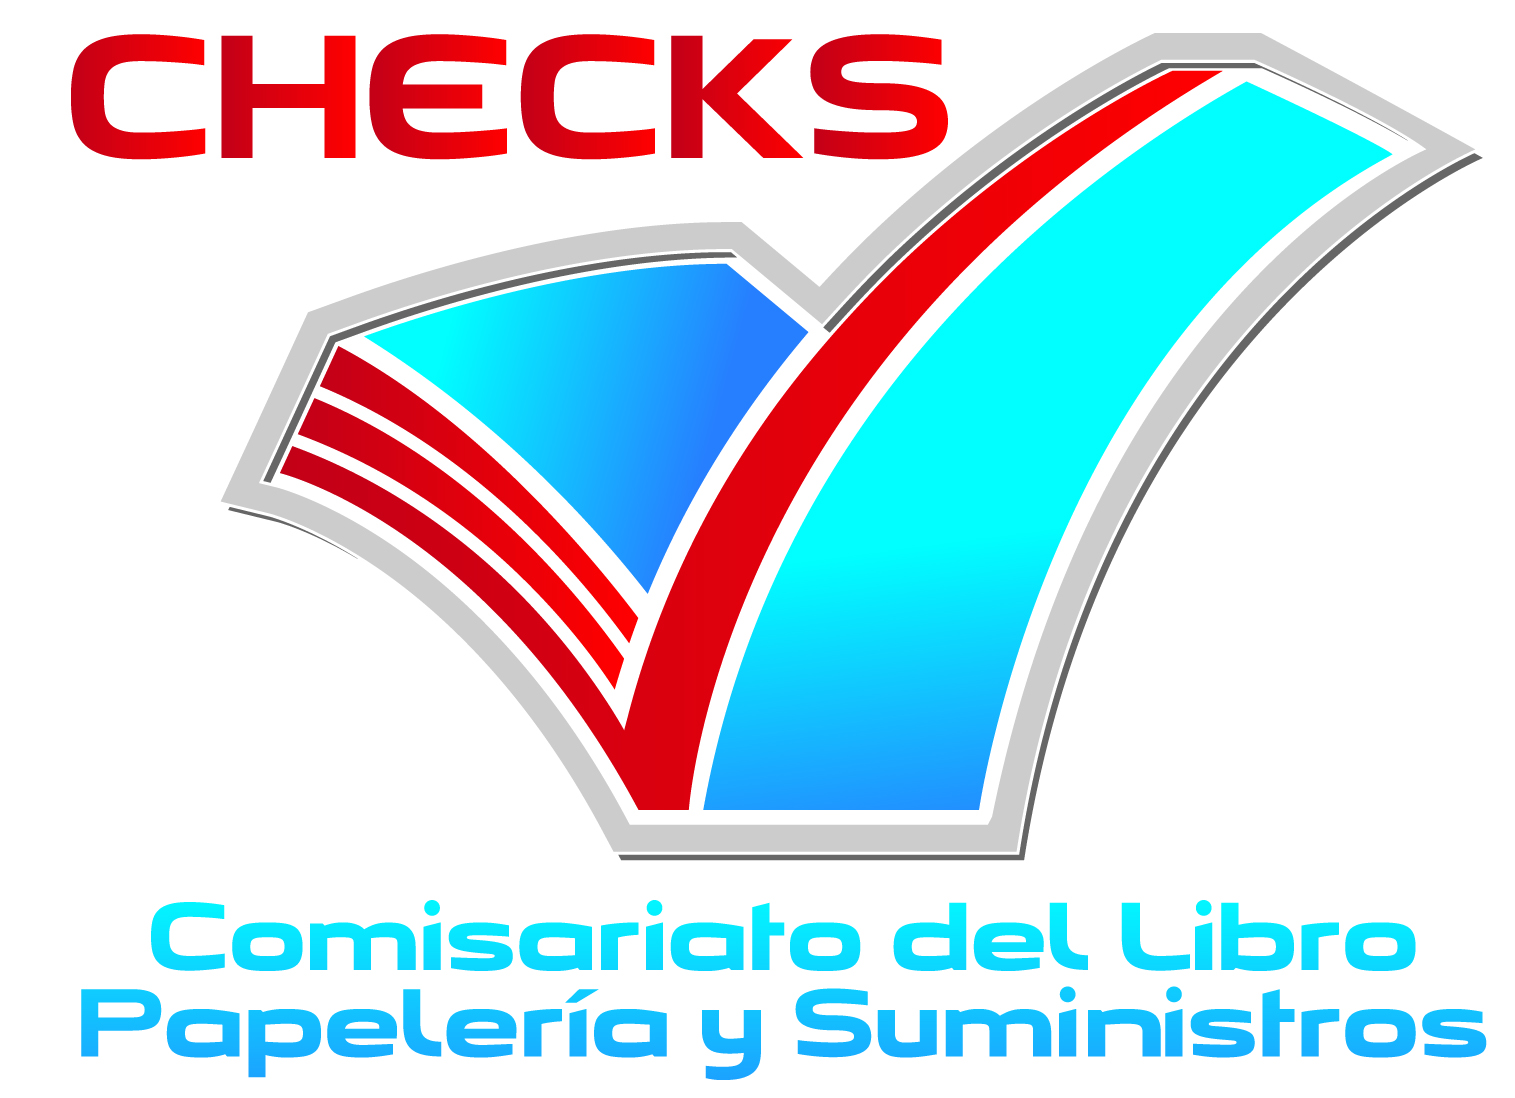 CHECKS
Comisariato del Libro
Papelería y Suministros